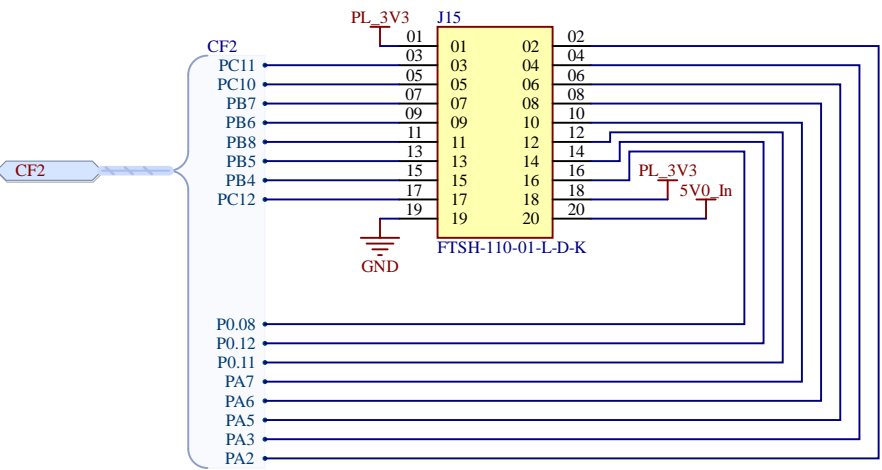 PL_3V3 J15
CF2 01 01 02 02
PC11 03 03 04 04
PC10 05 05 06 06
PB7 07 07 08 08
PB6 09 09 10 10
PB8 11 11 12 12
CF2 PB5 13 13 14 14
PB4 15 15 16 16 PL_3V3
PC12 17 17 18 18 5V0_In
19 19 20 20
GND FTSH-110-01-L-D-K
P0.08
P0.12
P0.11
PA7
PA6
PA5
PA3
PA2